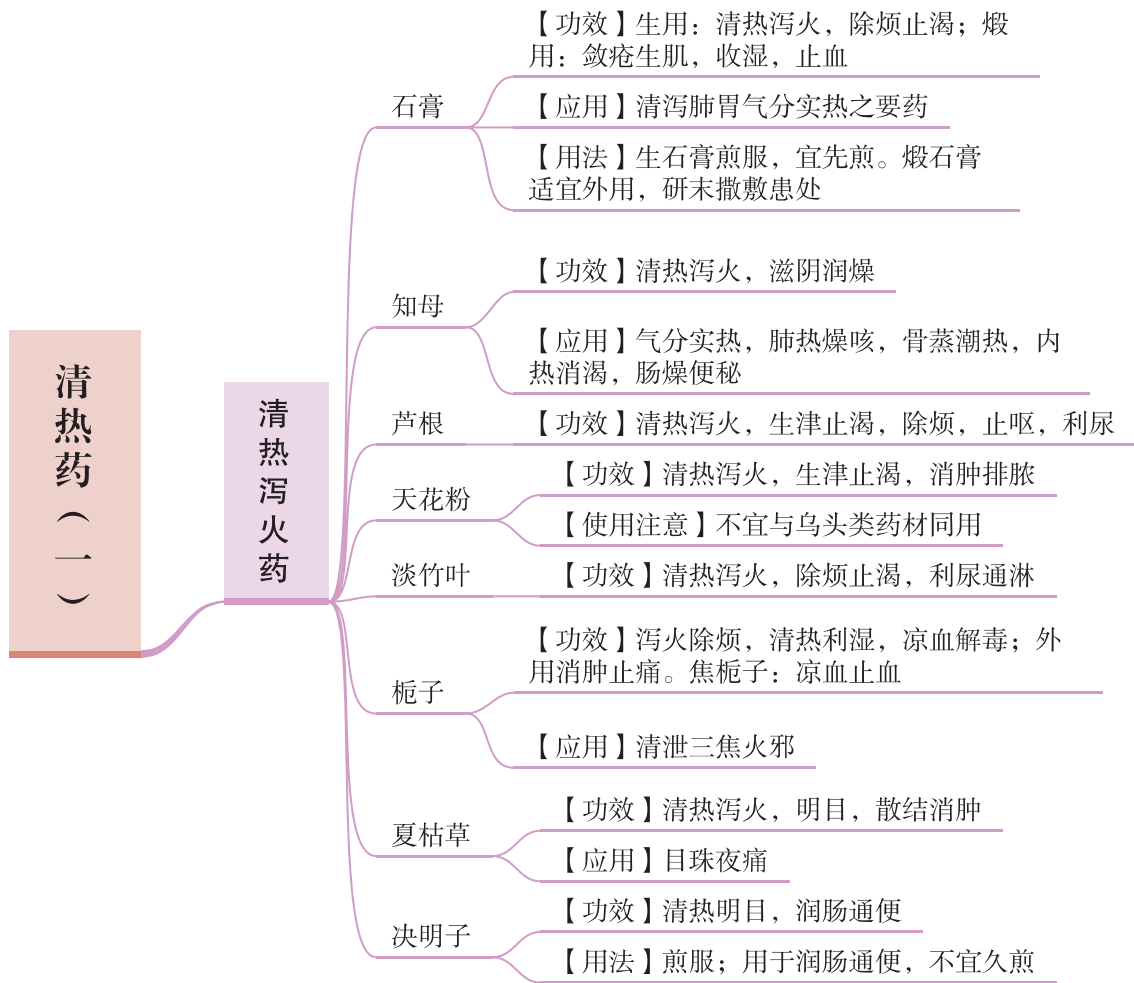 清热药（一）
清热泻火药
石膏
【功效】生用：清热泻火，除烦止渴；煅
用：敛疮生肌，收湿，止血
【应用】清泻肺胃气分实热之要药
【用法】生石膏煎服，宜先煎。煅石膏
适宜外用，研末撒敷患处
知母
【功效】清热泻火，滋阴润燥
【应用】气分实热，肺热燥咳，骨蒸潮热，内
热消渴，肠燥便秘
芦根
【功效】清热泻火，生津止渴，除烦，止呕，利尿
天花粉
【功效】清热泻火，生津止渴，消肿排脓
【使用注意】不宜与乌头类药材同用
淡竹叶
【功效】清热泻火，除烦止渴，利尿通淋
栀子
【功效】泻火除烦，清热利湿，凉血解毒；外
用消肿止痛。焦栀子：凉血止血
【应用】清泄三焦火邪
夏枯草
【功效】清热泻火，明目，散结消肿
【应用】目珠夜痛
决明子
【功效】清热明目，润肠通便
【用法】煎服；用于润肠通便，不宜久煎